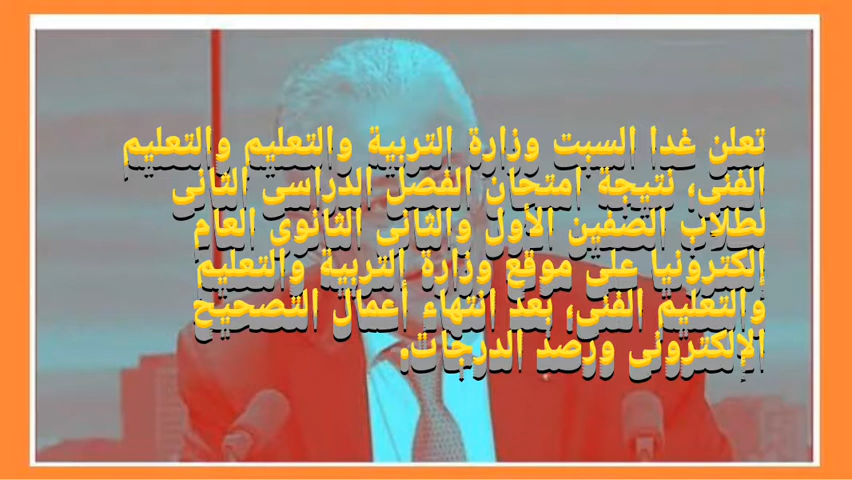 تعلن غدا السبت وزارة التربية والتعليم والتعليم
الفنى، نتيجة امتحان الفصل الدراسى الثانى
لطلاب الصفين الأول والثانى الثانوى العام
إلكترونيا على موقع وزارة التربية والتعليم
والتعليم الفنى، بعد انتهاء أعمال التصحيح
الإلكترونى ورصد الدرجات.